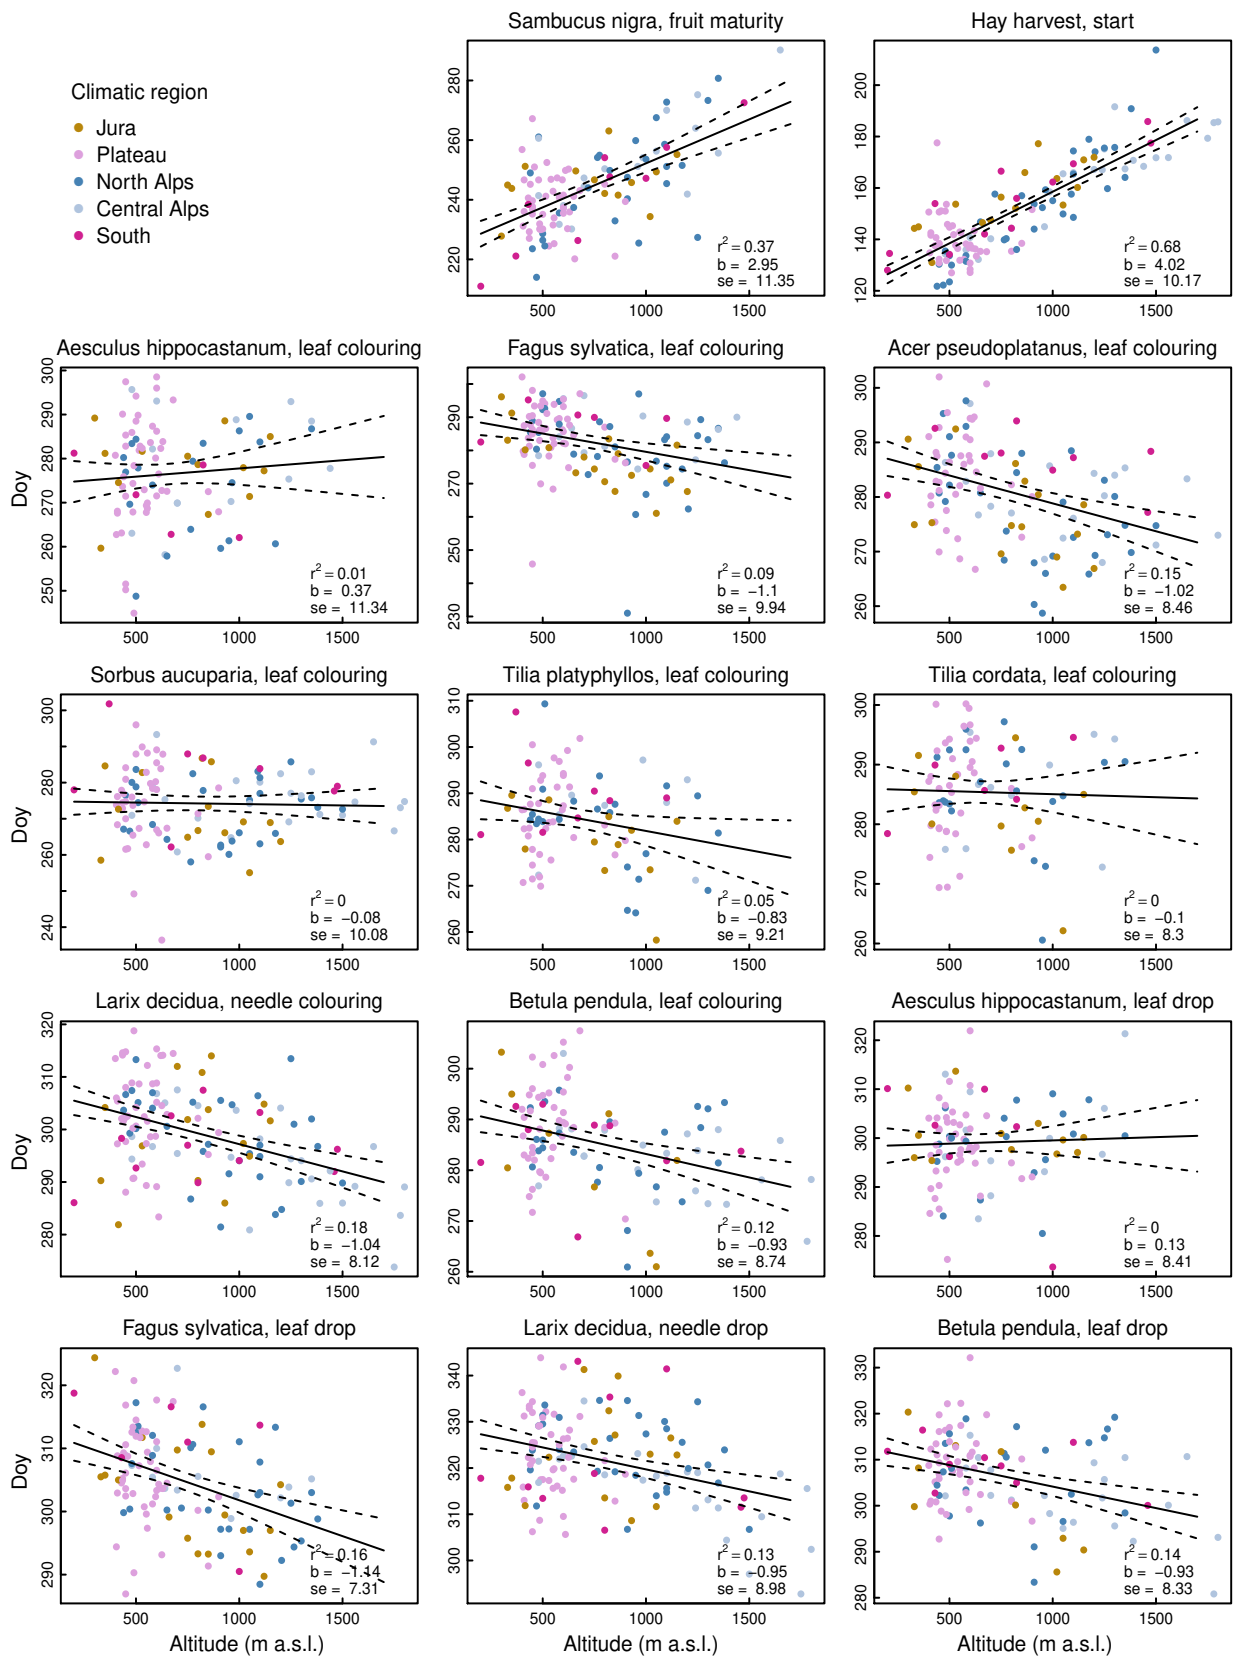 Sambucus nigra, fruit maturity
Hay harvest, start
Climatic region
Jura
Plateau
North Alps
Central Alps
South
220 240 260 280
500 1000 1500
r² = 0.37
b = 2.95
se = 11.35
120 140 160 180 200
500 1000 1500
r² = 0.68
b = 4.02
se = 10.17
Aesculus hippocastanum, leaf colouring
Fagus sylvatica, leaf colouring
Acer pseudoplatanus, leaf colouring
Doy
250 260 270 280 290 300
500 1000 1500
r² = 0.01
b = 0.37
se = 11.34
230 250 270 290
500 1000 1500
r² = 0.09
b = −1.1
se = 9.94
260 270 280 290 300
500 1000 1500
r² = 0.15
b = −1.02
se = 8.46
Sorbus aucuparia, leaf colouring
Tilia platyphyllos, leaf colouring
Tilia cordata, leaf colouring
Doy
240 260 280 300
500 1000 1500
r² = 0
b = −0.08
se = 10.08
260 270 280 290 300 310
500 1000 1500
r² = 0.05
b = −0.83
se = 9.21
260 270 280 290 300
500 1000 1500
r² = 0
b = −0.1
se = 8.3
Larix decidua, needle colouring
Betula pendula, leaf colouring
Aesculus hippocastanum, leaf drop
Doy
280 290 300 310 320
500 1000 1500
r² = 0.18
b = −1.04
se = 8.12
260 270 280 290 300
500 1000 1500
r² = 0.12
b = −0.93
se = 8.74
280 290 300 310 320
500 1000 1500
r² = 0
b = 0.13
se = 8.41
Fagus sylvatica, leaf drop
Larix decidua, needle drop
Betula pendula, leaf drop
Doy
290 300 310 320
500 1000 1500
r² = 0.16
b = −1.14
se = 7.31
Altitude (m a.s.l.)
300 310 320 330 340
500 1000 1500
r² = 0.13
b = −0.95
se = 8.98
Altitude (m a.s.l.)
280 290 300 310 320 330
500 1000 1500
r² = 0.14
b = −0.93
se = 8.33
Altitude (m a.s.l.)